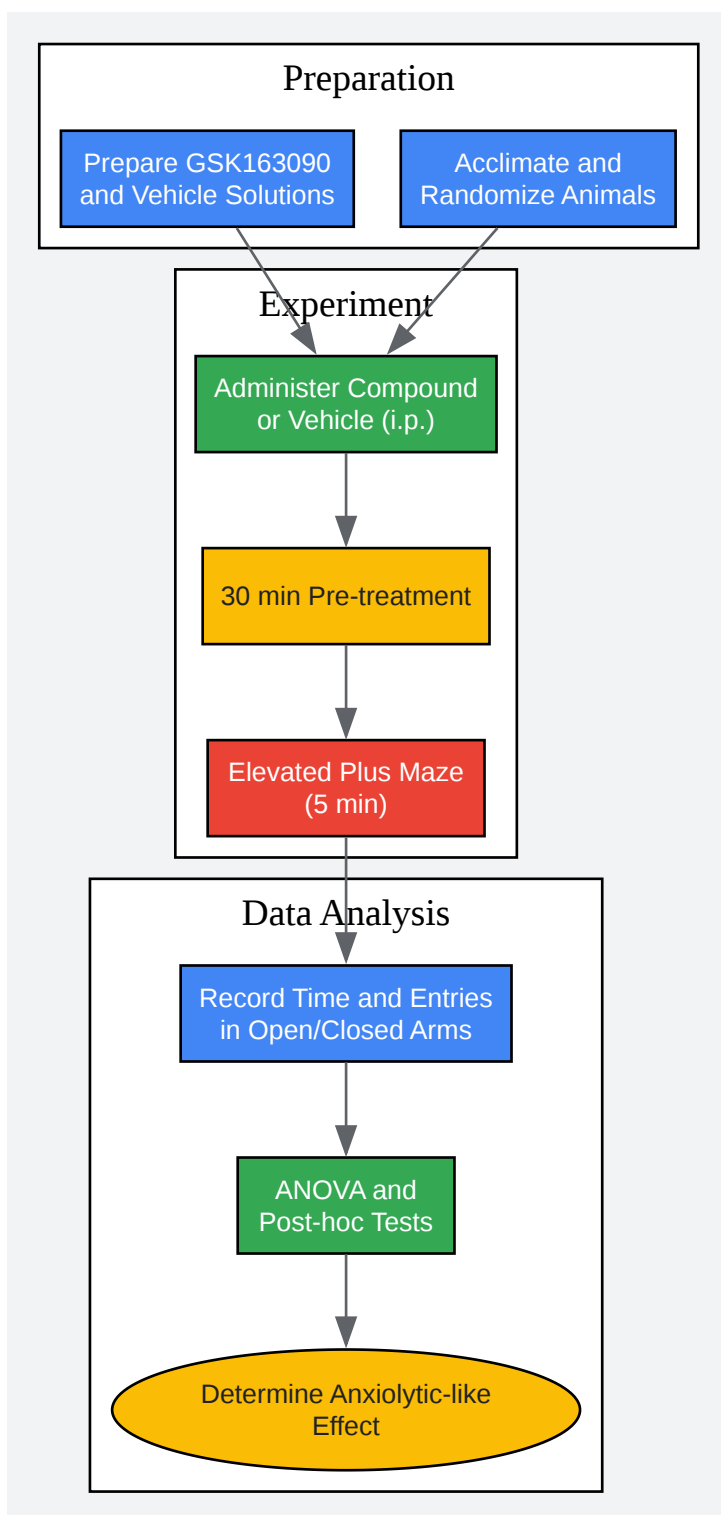 Preparation
Prepare GSK163090
and Vehicle Solutions
Acclimate and
Randomize Animals
Experiment
Administer Compound
or Vehicle (i.p.)
30 min Pre-treatment
Elevated Plus Maze
(5 min)
Data Analysis
Record Time and Entries
in Open/Closed Arms
ANOVA and
Post-hoc Tests
Determine Anxiolytic-like
Effect